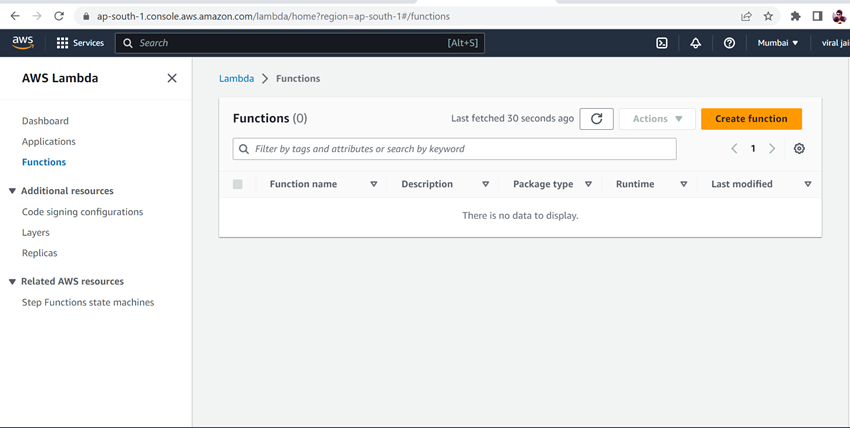 ap-south-1.console.aws.amazon.com/lambda/home?region=ap-south-1#/functions
aws Services Search [Alt+S] Mumbai viral jai
AWS Lambda
Lambda Functions
Functions (0) Last fetched 30 seconds ago Actions Create function
Filter by tags and attributes or search by keyword 1
Function name Description Package type Runtime Last modified
There is no data to display.
Dashboard
Applications
Functions
Additional resources
Code signing configurations
Layers
Replicas
Related AWS resources
Step Functions state machines